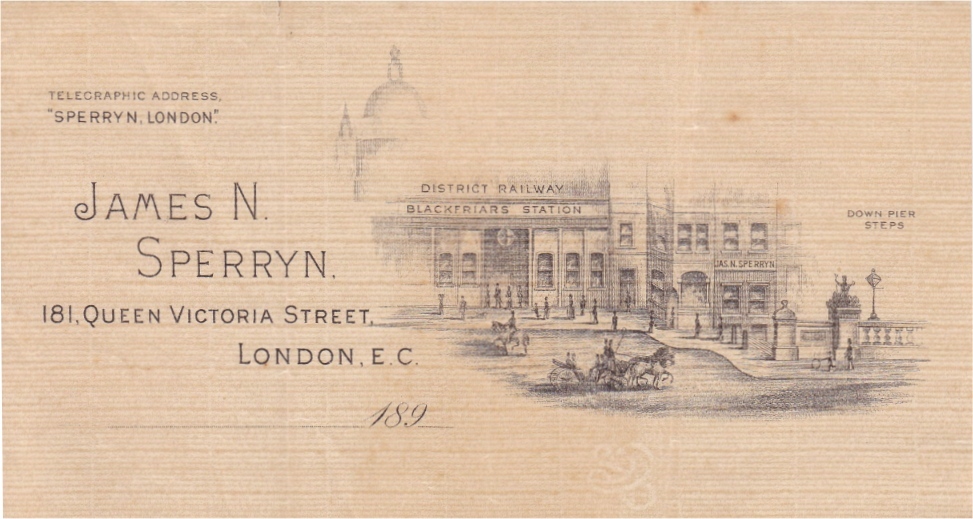 TELEGRAPHIC ADDRESS,
"SPERRYN, LONDON".
JAMES N.
SPERRYN.
181, QUEEN VICTORIA STREET,
LONDON, E.C.
189
DISTRICT RAILWAY
BLACKFRIARS STATION
JAS. N. SPERRYN
DOWN PIER
STEPS